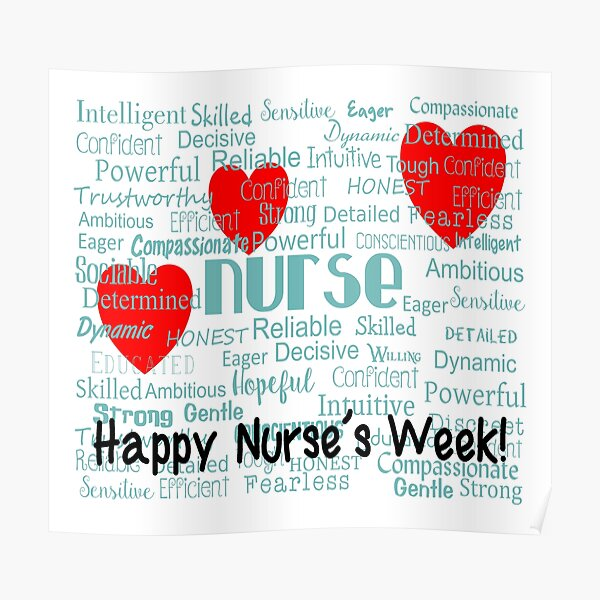 Intelligent Skilled Sensitive Eager Compassionate
Confident Decisive Dynamic Determined
Powerful Reliable Intuitive Tough Confident
Trustworthy Confident HONEST Efficient
Ambitious Efficient Strong Detailed Fearless
Eager Compassionate Powerful CONSCIENTIOUS Intelligent
Sociable nurse Ambitious
Determined Eager Sensitive
Dynamic HONEST Reliable Skilled DETAILED
EDUCATED Eager Decisive WILLING Dynamic
Skilled Ambitious Hopeful Confident Powerful
Strong Gentle Intuitive Discreet
Happy Nurse's Week!
Reliable Detailed Tough HONEST Compassionate
Sensitive Efficient Fearless Gentle Strong